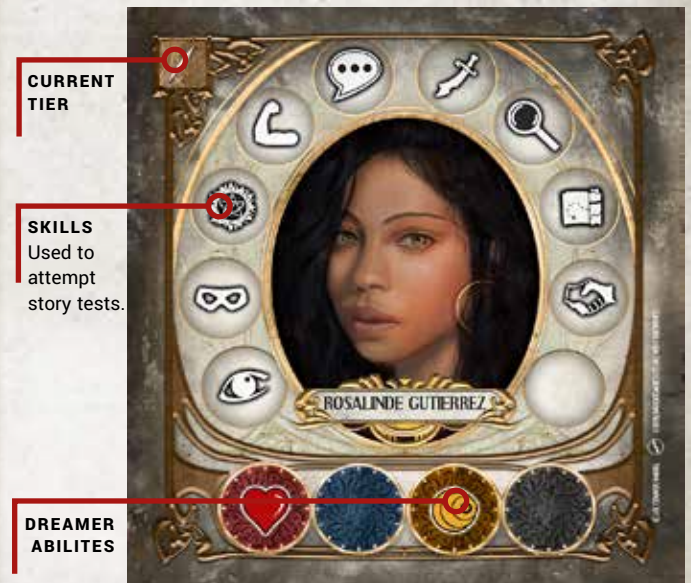 CURRENT
TIER
SKILLS
Used to
attempt
story tests.
ROSALINDE GUTIERREZ
DREAMER
ABILITES